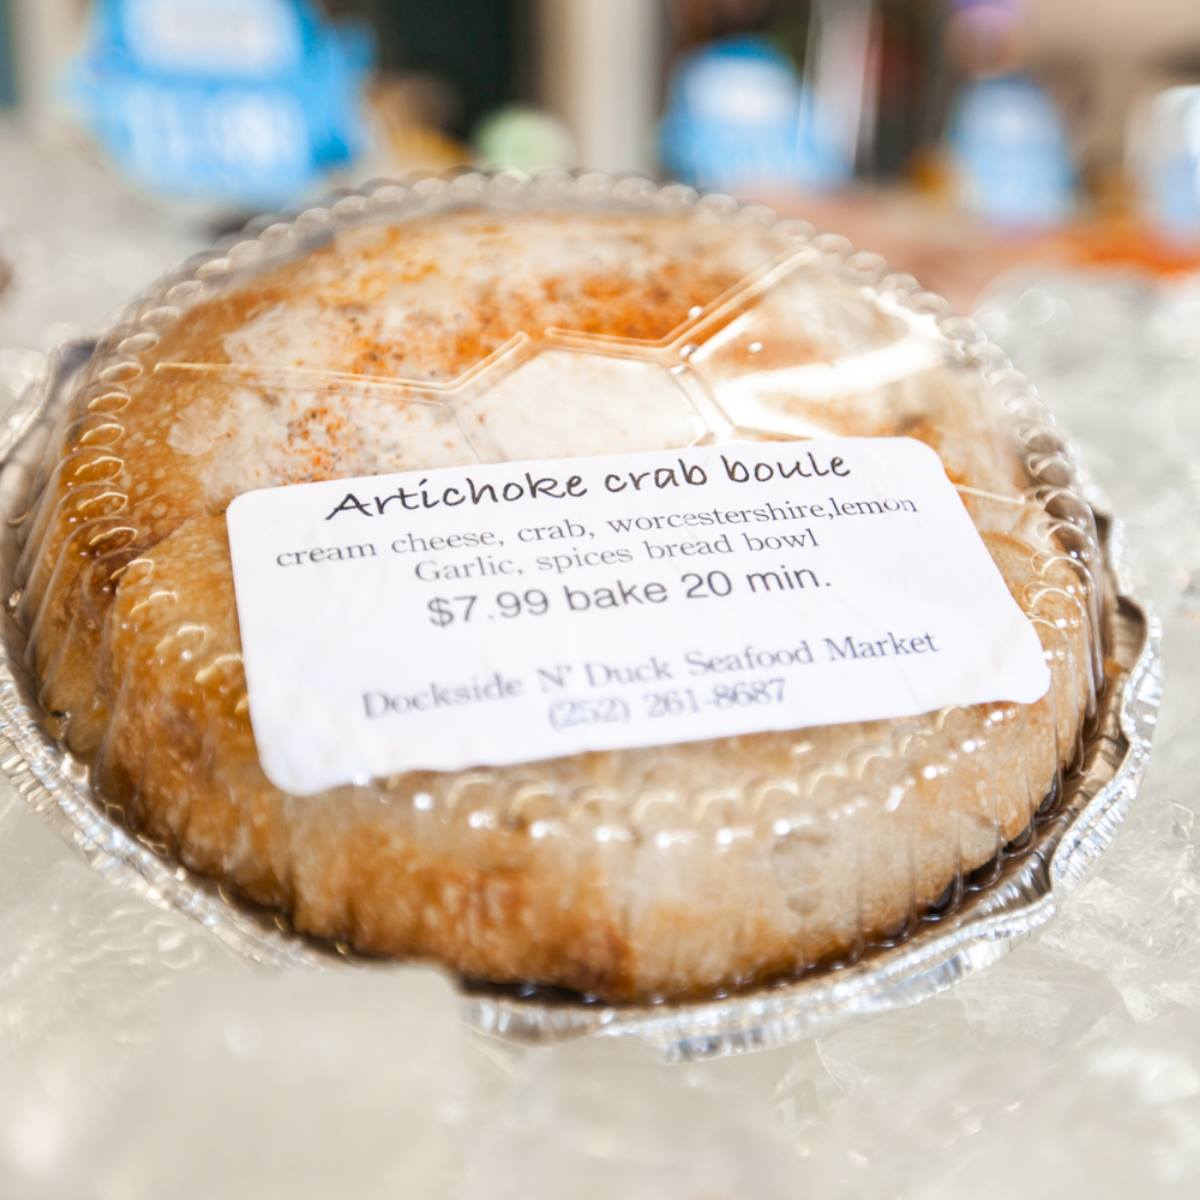 Artichoke crab boule
cream cheese, crab, worcestershire,lemon
Garlic, spices bread bowl
$7.99 bake 20 min.
Dockside N' Duck Seafood Market
(252) 261-8687